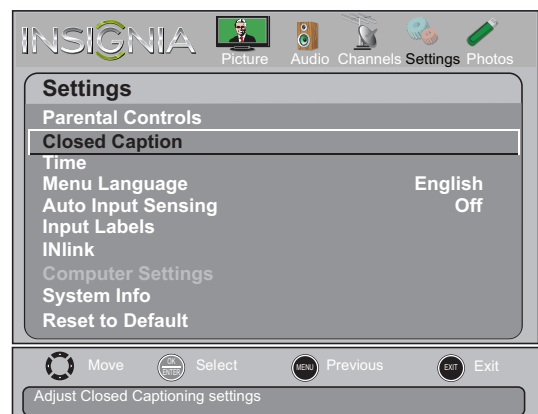 INSIGNIA
Picture Audio Channels Settings Photos
Settings
Parental Controls
Closed Caption
Time
Menu Language English
Auto Input Sensing Off
Input Labels
INlink
Computer Settings
System Info
Reset to Default
Move OK ENTER Select MENU Previous EXIT Exit
Adjust Closed Captioning settings